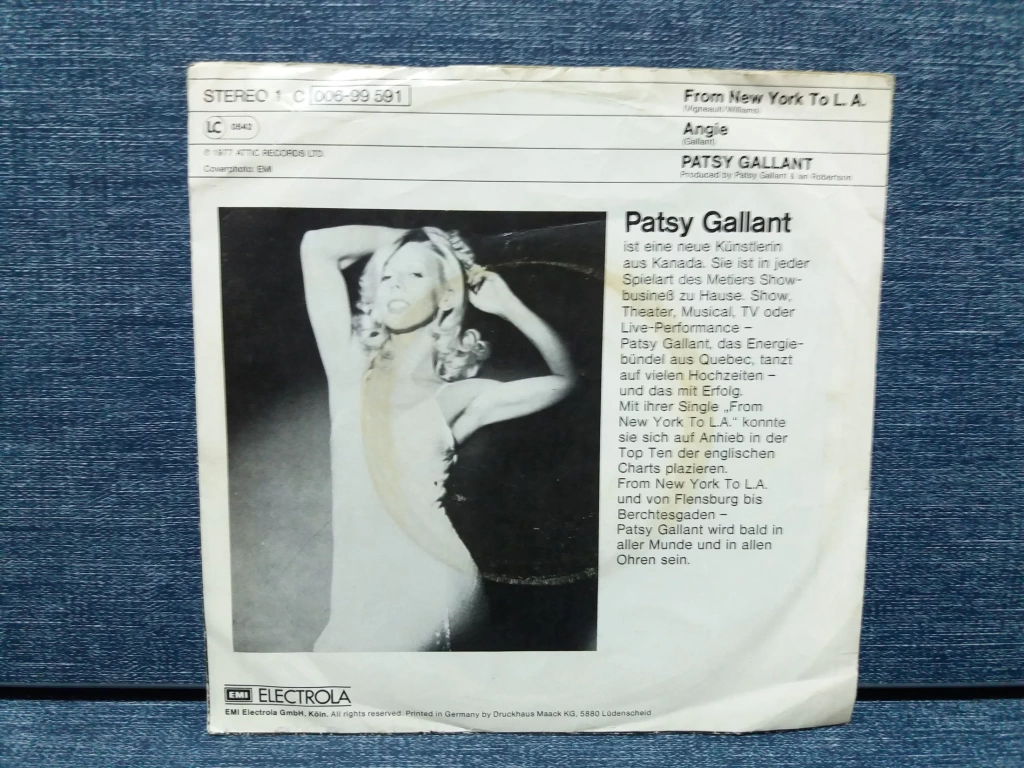 STEREO 1 C 006-99 591
LC 0542
℗ 1977 ATTIC RECORDS LTD.
Coverphoto: EMI
From New York To L. A.
(Vigneault/Williams)
Angie
(Gallant)
PATSY GALLANT
Produced by Patsy Gallant & Ian Robertson
Patsy Gallant
ist eine neue Künstlerin
aus Kanada. Sie ist in jeder
Spielart des Metiers Show-
busineß zu Hause. Show,
Theater, Musical, TV oder
Live-Performance –
Patsy Gallant, das Energie-
bündel aus Quebec, tanzt
auf vielen Hochzeiten –
und das mit Erfolg.
Mit ihrer Single „From
New York To L.A.“ konnte
sie sich auf Anhieb in der
Top Ten der englischen
Charts plazieren.
From New York To L.A.
und von Flensburg bis
Berchtesgaden –
Patsy Gallant wird bald in
aller Munde und in allen
Ohren sein.
EMI ELECTROLA
EMI Electrola GmbH, Köln. All rights reserved. Printed in Germany by Druckhaus Maack KG, 5880 Lüdenscheid